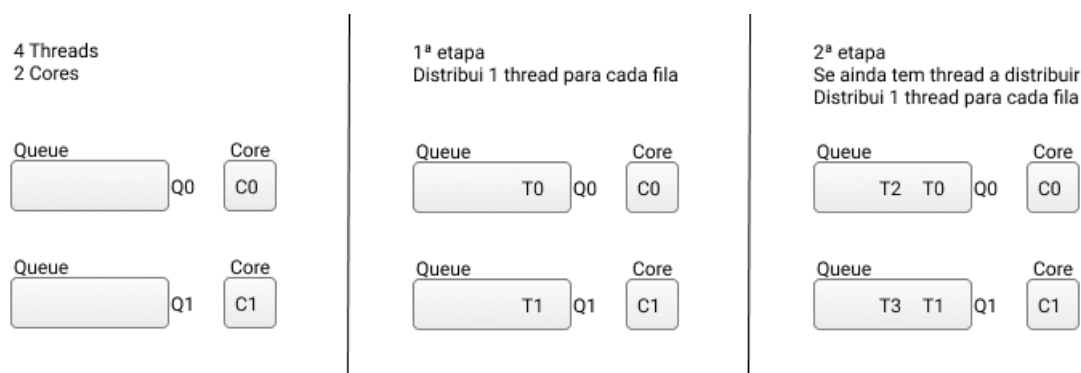 4 Threads
2 Cores
Queue Core
Q0 C0
Queue Core
Q1 C1
1ª etapa
Distribui 1 thread para cada fila
Queue Core
T0 Q0 C0
Queue Core
T1 Q1 C1
2ª etapa
Se ainda tem thread a distribuir
Distribui 1 thread para cada fila
Queue Core
T2 T0 Q0 C0
Queue Core
T3 T1 Q1 C1